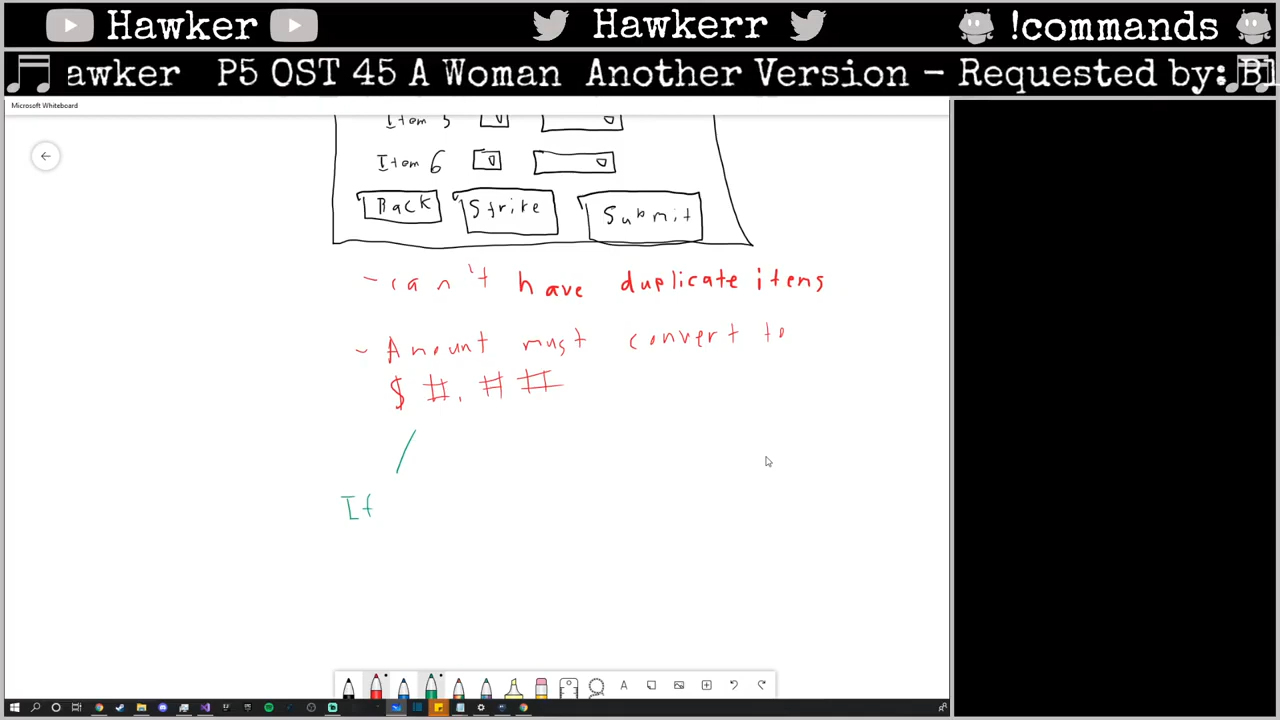 Hawker
Hawkerr
!commands
awker P5 OST 45 A Woman Another Version - Requested by: Bl
Microsoft Whiteboard
Item 5
Item 6
Back Strike Submit
- can't have duplicate items
- Amount must convert to
$ #. # #
If
A